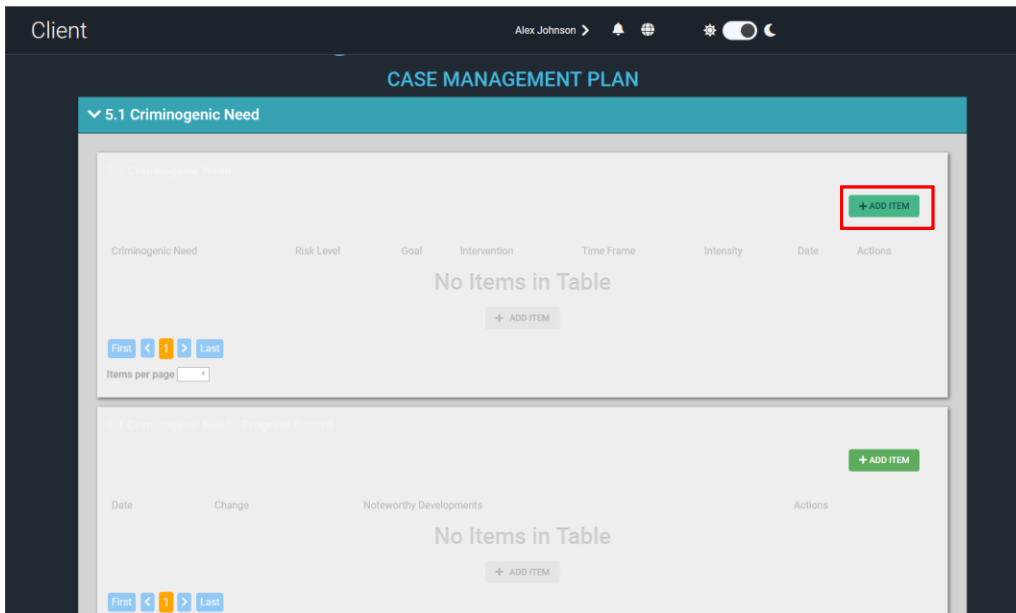 Client
Alex Johnson
CASE MANAGEMENT PLAN
5.1 Criminogenic Need
5.1 Criminogenic Need
+ ADD ITEM
Criminogenic Need Risk Level Goal Intervention Time Frame Intensity Date Actions
No Items in Table
+ ADD ITEM
First < 1 > Last
Items per page
5.1 Criminogenic Need - Progress Record
+ ADD ITEM
Date Change Noteworthy Developments Actions
No Items in Table
+ ADD ITEM
First < 1 > Last